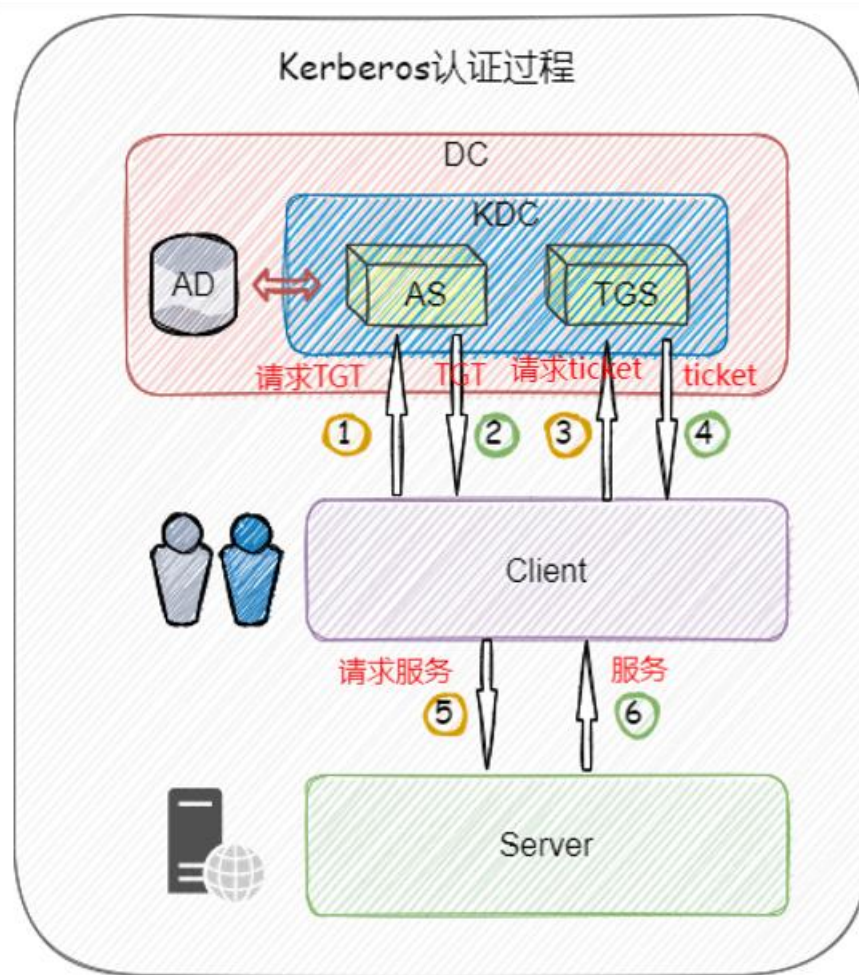 Kerberos认证过程
DC
KDC
AD
AS
TGS
请求TGT
TGT
请求ticket
ticket
1
2
3
4
Client
请求服务
服务
5
6
Server